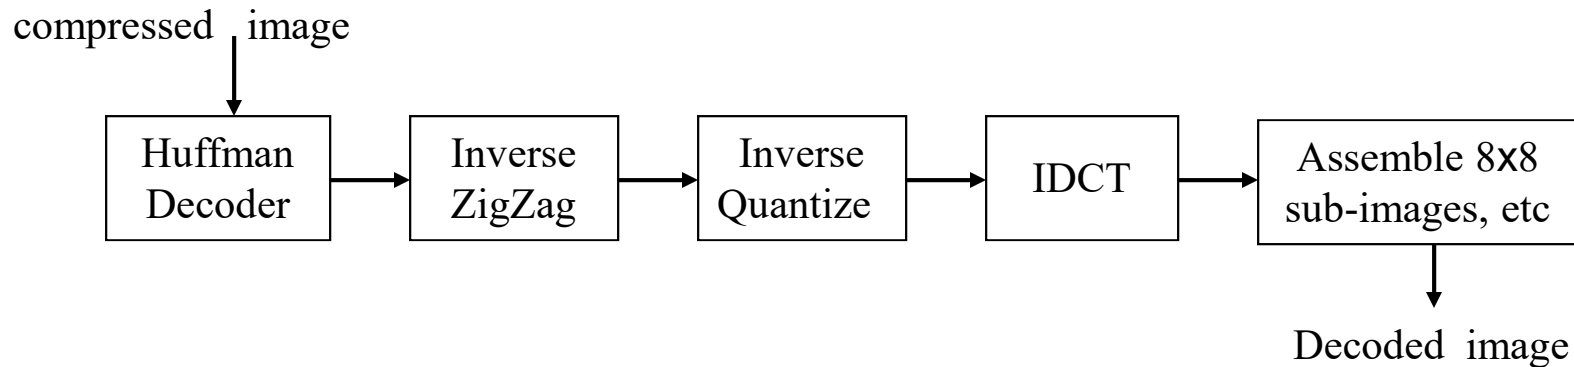 compressed image
Huffman
Decoder
Inverse
ZigZag
Inverse
Quantize
IDCT
Assemble 8x8
sub-images, etc
Decoded image